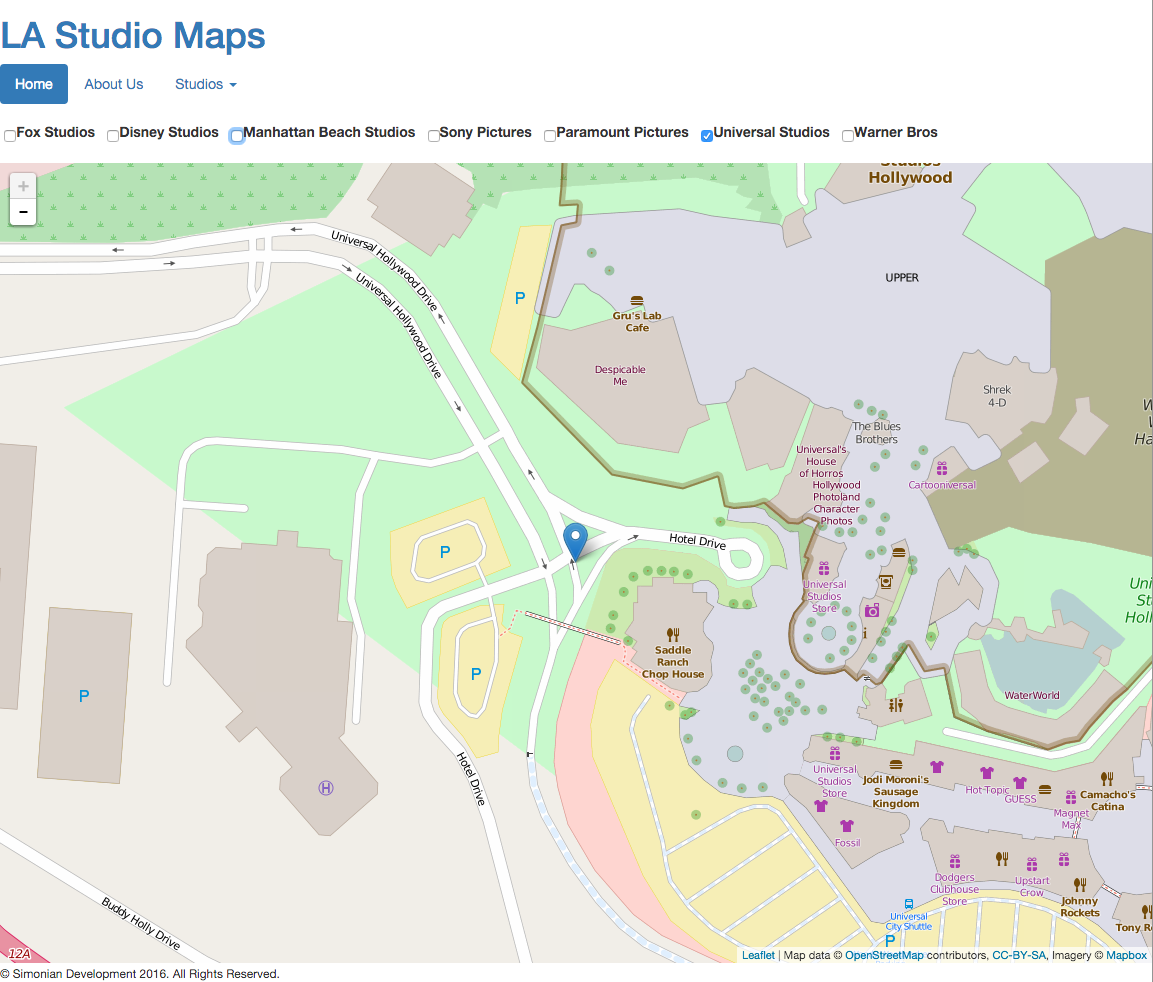 LA Studio Maps
Home About Us Studios
Fox Studios Disney Studios Manhattan Beach Studios Sony Pictures Paramount Pictures Universal Studios Warner Bros
Studios
Hollywood
+
-
Universal Hollywood Drive
Universal Hollywood Drive
UPPER
P
Gru's Lab
Cafe
Despicable
Me
Shrek
4-D
The Blues
Brothers
Universal's
House
of Horros
Hollywood
Photoland
Character
Photos
Cartooniversal
P
Hotel Drive
Universal
Studios
Store
i
Saddle
Ranch
Chop House
P
P
WaterWorld
H
Hotel Drive
Universal
Studios
Store
Jodi Moroni's
Sausage
Kingdom
Hot Topic
GUESS
Magnet
Max
Camacho's
Catina
Fossil
Dodgers
Clubhouse
Store
Upstart
Crow
Johnny
Rockets
Universal
City Shuttle
P
Buddy Holly Drive
12A
Leaflet | Map data © OpenStreetMap contributors, CC-BY-SA, Imagery © Mapbox
© Simonian Development 2016. All Rights Reserved.